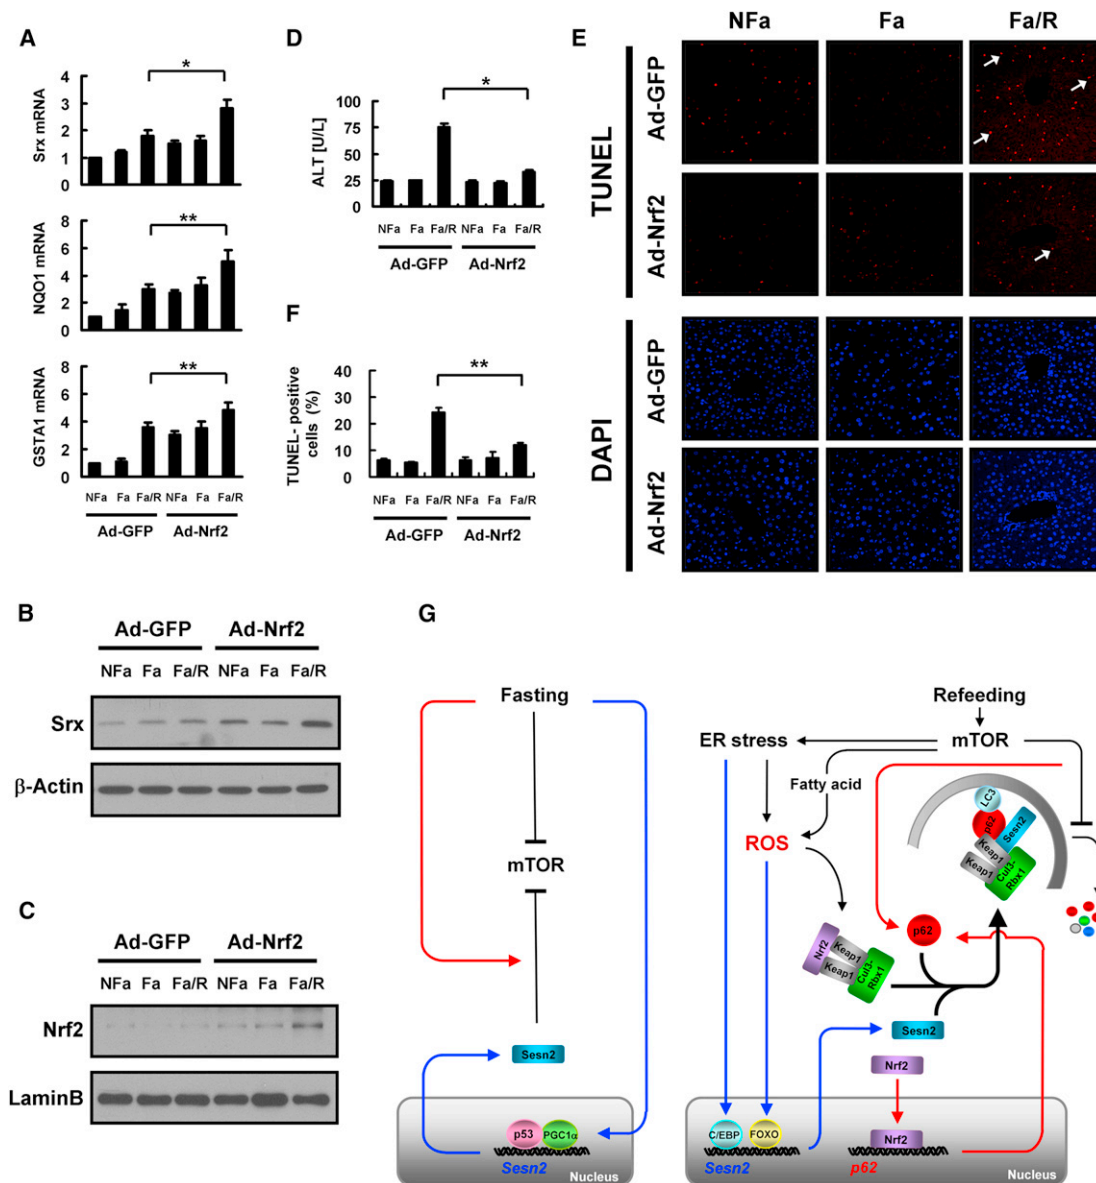 A
Srx mRNA
4
3
2
1
0
*
NQO1 mRNA
8
6
4
2
0
**
GSTA1 mRNA
8
6
4
2
0
**
NFa Fa Fa/R NFa Fa Fa/R
Ad-GFP Ad-Nrf2
D
ALT [U/L]
100
75
50
25
0
*
NFa Fa Fa/R NFa Fa Fa/R
Ad-GFP Ad-Nrf2
F
TUNEL- positive
cells (%)
40
30
20
10
0
**
NFa Fa Fa/R NFa Fa Fa/R
Ad-GFP Ad-Nrf2
E
NFa Fa Fa/R
TUNEL
Ad-GFP
Ad-Nrf2
DAPI
Ad-GFP
Ad-Nrf2
B
Ad-GFP Ad-Nrf2
NFa Fa Fa/R NFa Fa Fa/R
Srx
β-Actin
C
Ad-GFP Ad-Nrf2
NFa Fa Fa/R NFa Fa Fa/R
Nrf2
LaminB
G
Fasting
mTOR
Sesn2
p53 PGC1α
Sesn2
Nucleus
Refeeding
mTOR
ER stress
Fatty acid
ROS
LC3
p62
Sesn2
Keap1
Keap1
Cul3-
Rbx1
p62
Nrf2
Keap1
Keap1
Cul3-
Rbx1
Sesn2
Nrf2
C/EBP FOXO
Sesn2
Nrf2
p62
Nucleus